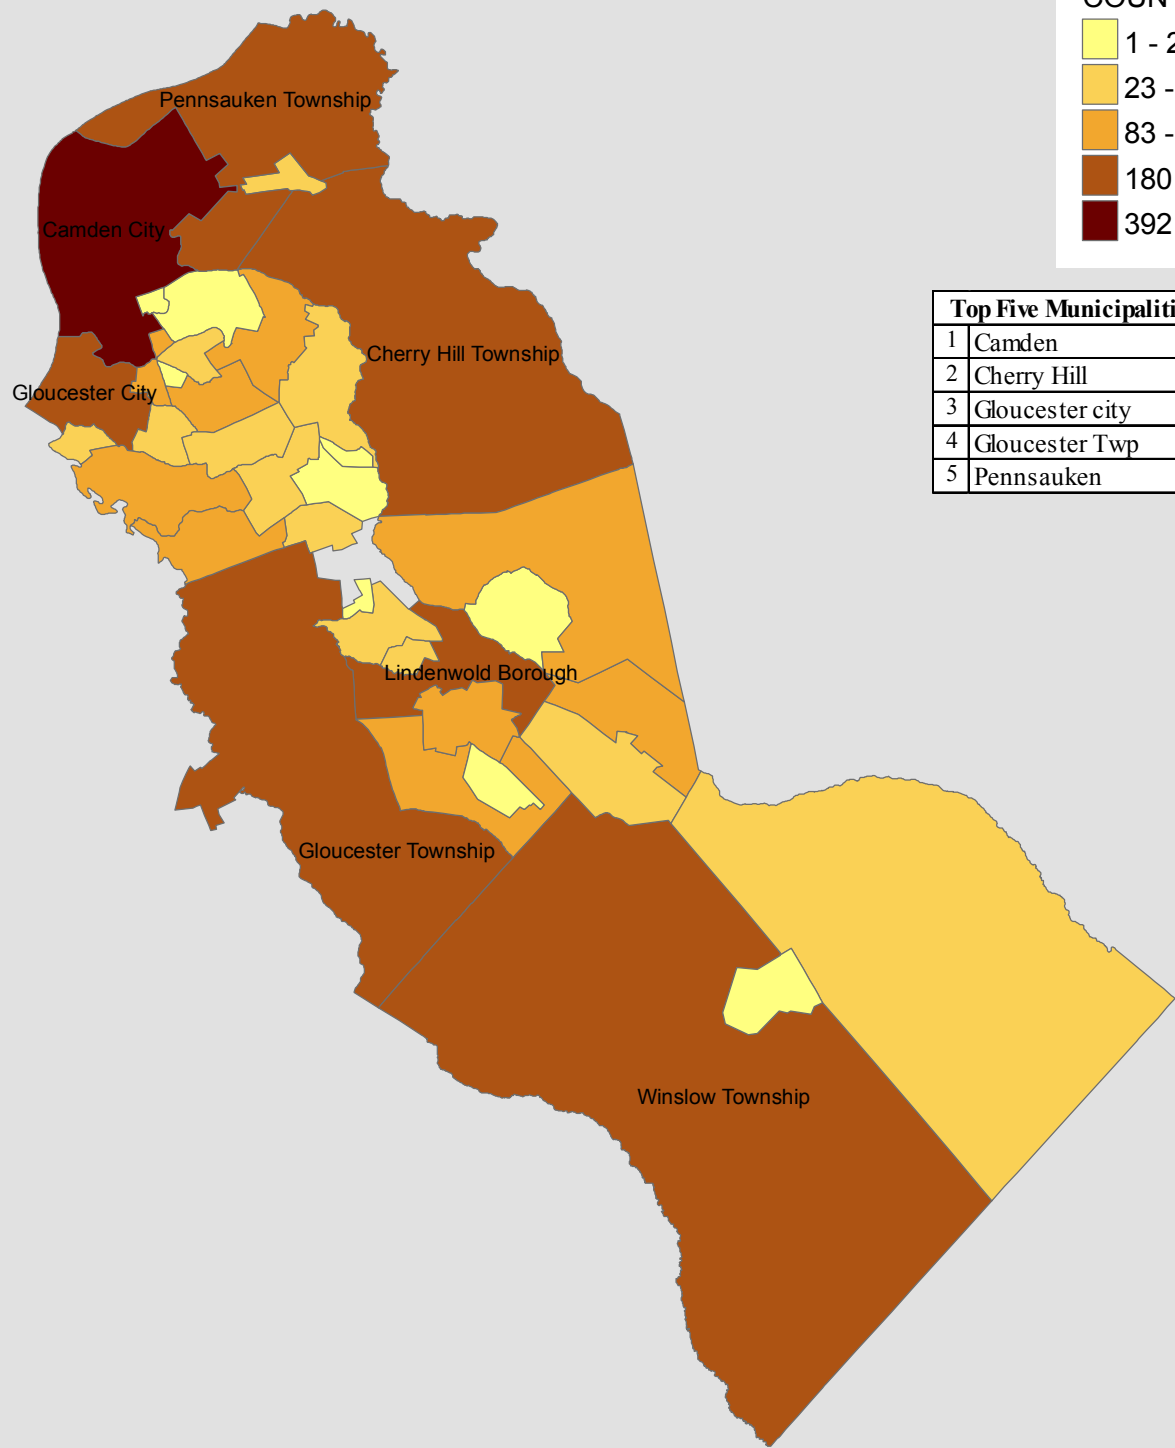 Pennsauken Township
Camden City
Cherry Hill Township
Gloucester City
Lindenwold Borough
Gloucester Township
Winslow Township
1 - 2
23 -
83 -
180
392
Top Five
1 Camden
2 Cherry Hill
3 Gloucester city
4 Gloucester Twp
5 Pennsauken